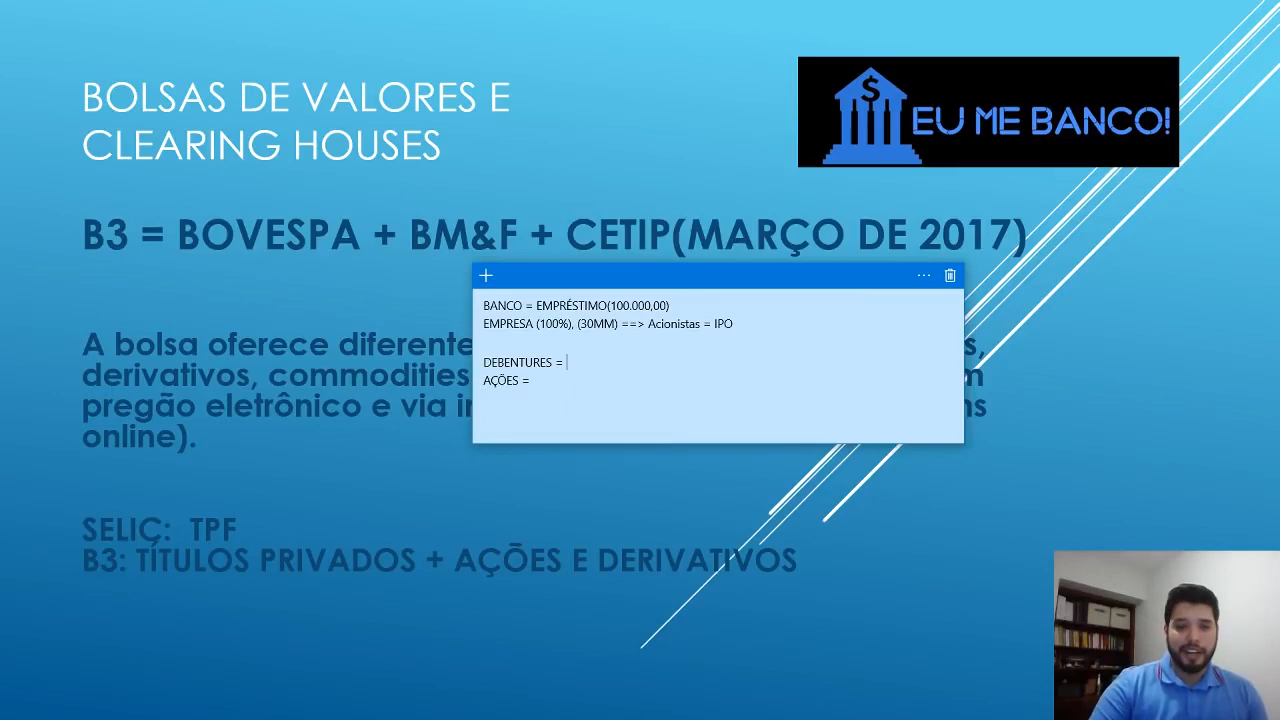 BOLSAS DE VALORES E
CLEARING HOUSES
$
EU ME BANCO!
B3 = BOVESPA + BM&F + CETIP(MARÇO DE 2017)
BANCO = EMPRÉSTIMO(100.000,00)
EMPRESA (100%), (30MM) ==> Acionistas = IPO
DEBENTURES =
AÇÕES =
A bolsa oferece
derivativos, commodities
pregão eletrônico e via
online).
SELIC: TPF
B3: TÍTULOS PRIVADOS + AÇÕES E DERIVATIVOS